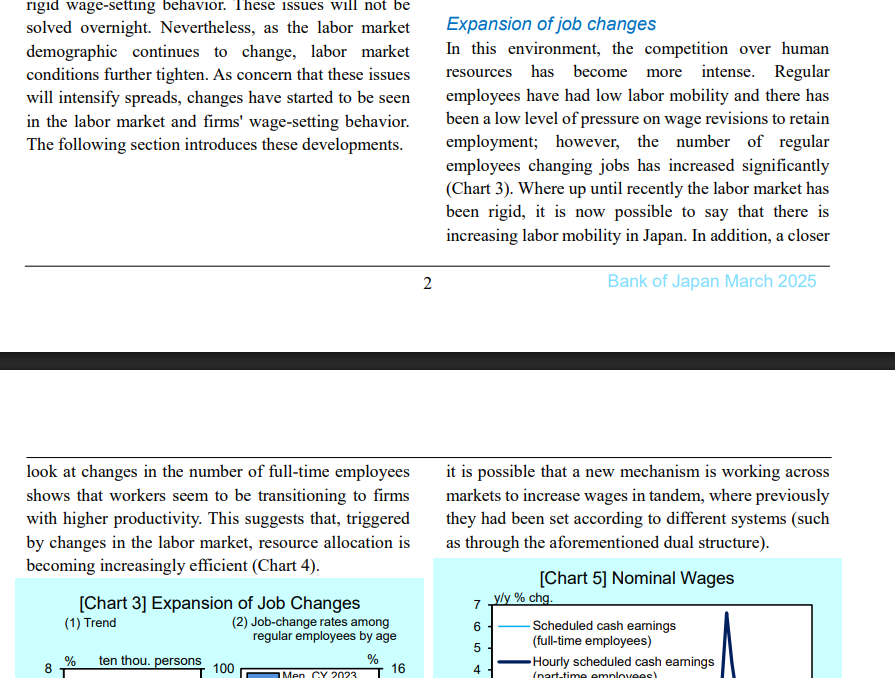 rigid wage-setting behavior. These issues will not be
solved overnight. Nevertheless, as the labor market
demographic continues to change, labor market
conditions further tighten. As concern that these issues
will intensify spreads, changes have started to be seen
in the labor market and firms' wage-setting behavior.
The following section introduces these developments.
Expansion of job changes
In this environment, the competition over human
resources has become more intense. Regular
employees have had low labor mobility and there has
been a low level of pressure on wage revisions to retain
employment; however, the number of regular
employees changing jobs has increased significantly
(Chart 3). Where up until recently the labor market has
been rigid, it is now possible to say that there is
increasing labor mobility in Japan. In addition, a closer
2
Bank of Japan March 2025
look at changes in the number of full-time employees
shows that workers seem to be transitioning to firms
with higher productivity. This suggests that, triggered
by changes in the labor market, resource allocation is
becoming increasingly efficient (Chart 4).
[Chart 3] Expansion of Job Changes
(1) Trend
(2) Job-change rates among
regular employees by age
8 % ten thou. persons 100
% 16
Men, CY 2023
it is possible that a new mechanism is working across
markets to increase wages in tandem, where previously
they had been set according to different systems (such
as through the aforementioned dual structure).
[Chart 5] Nominal Wages
y/y % chg.
7
6
5
4
Scheduled cash earnings
(full-time employees)
Hourly scheduled cash earnings
(part-time employees)